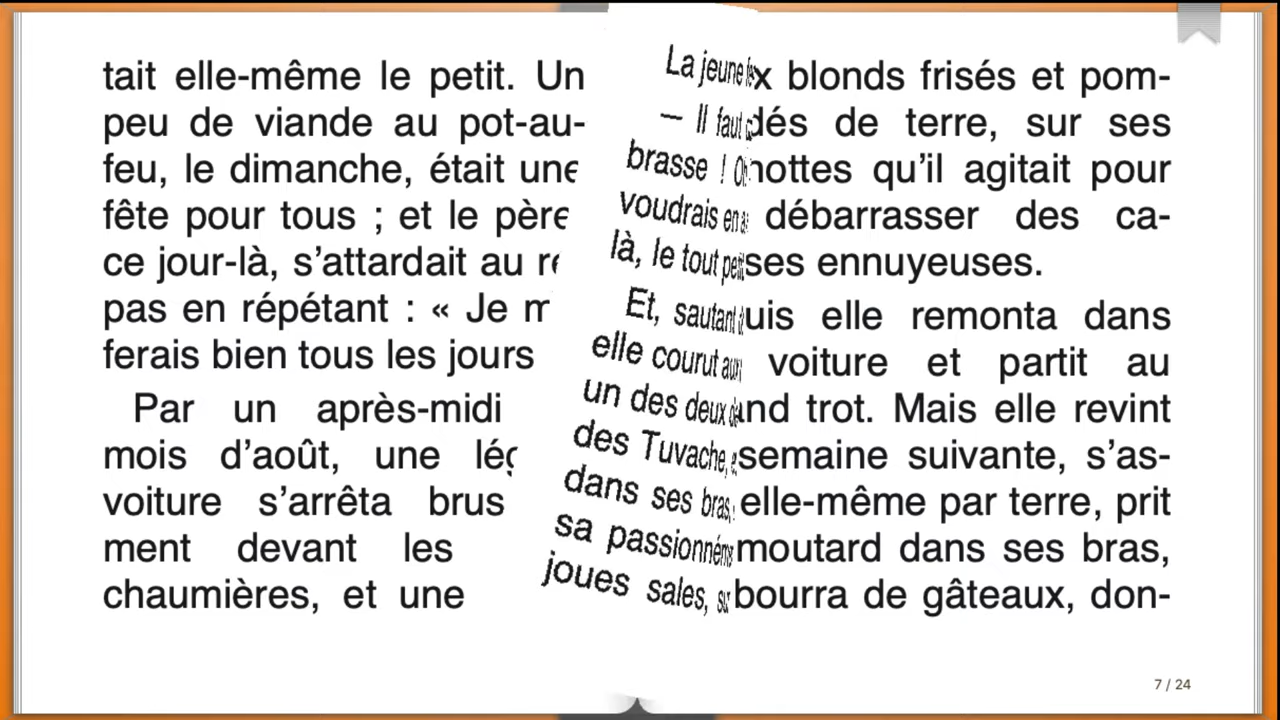 tait elle-même le petit. Un
peu de viande au pot-au-
feu, le dimanche, était une
fête pour tous ; et le père
ce jour-là, s'attardait au
pas en répétant : « Je
ferais bien tous les jours
Par un après-midi
mois d'août, une
voiture s'arrêta brus
ment devant les
chaumières, et une
La jeune
— Il faut
brasse !
voudrais en
là, le tout
Et, sautant
elle courut
un des deux
des Tuvache,
dans ses bras,
sa passionném
joues sales,
x blonds frisés et pom-
dés de terre, sur ses
nottes qu'il agitait pour
débarrasser des ca-
ses ennuyeuses.
uis elle remonta dans
voiture et partit au
nd trot. Mais elle revint
semaine suivante, s'as-
elle-même par terre, prit
moutard dans ses bras,
bourra de gâteaux, don-
7 / 24